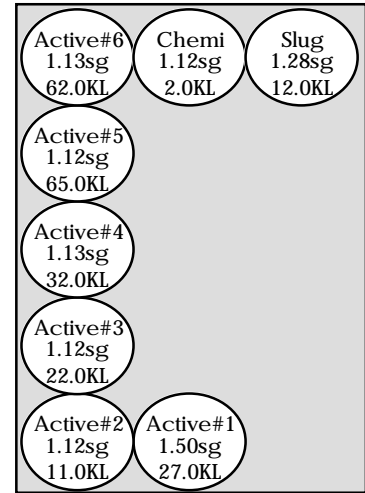 Active#6
1.13sg
62.0KL
Chemi
1.12sg
2.0KL
Slug
1.28sg
12.0KL
Active#5
1.12sg
65.0KL
Active#4
1.13sg
32.0KL
Active#3
1.12sg
22.0KL
Active#2
1.12sg
11.0KL
Active#1
1.50sg
27.0KL